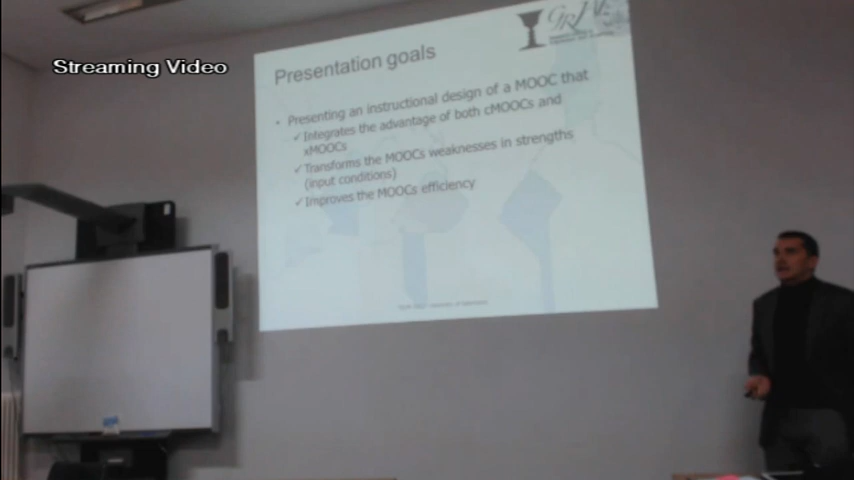 Streaming Video
GRIAL
Presentation goals
• Presenting an instructional design of a MOOC that
✓Integrates the advantage of both cMOOCs and
xMOOCs
✓Transforms the MOOCs weaknesses in strengths
(input conditions)
✓Improves the MOOCs efficiency